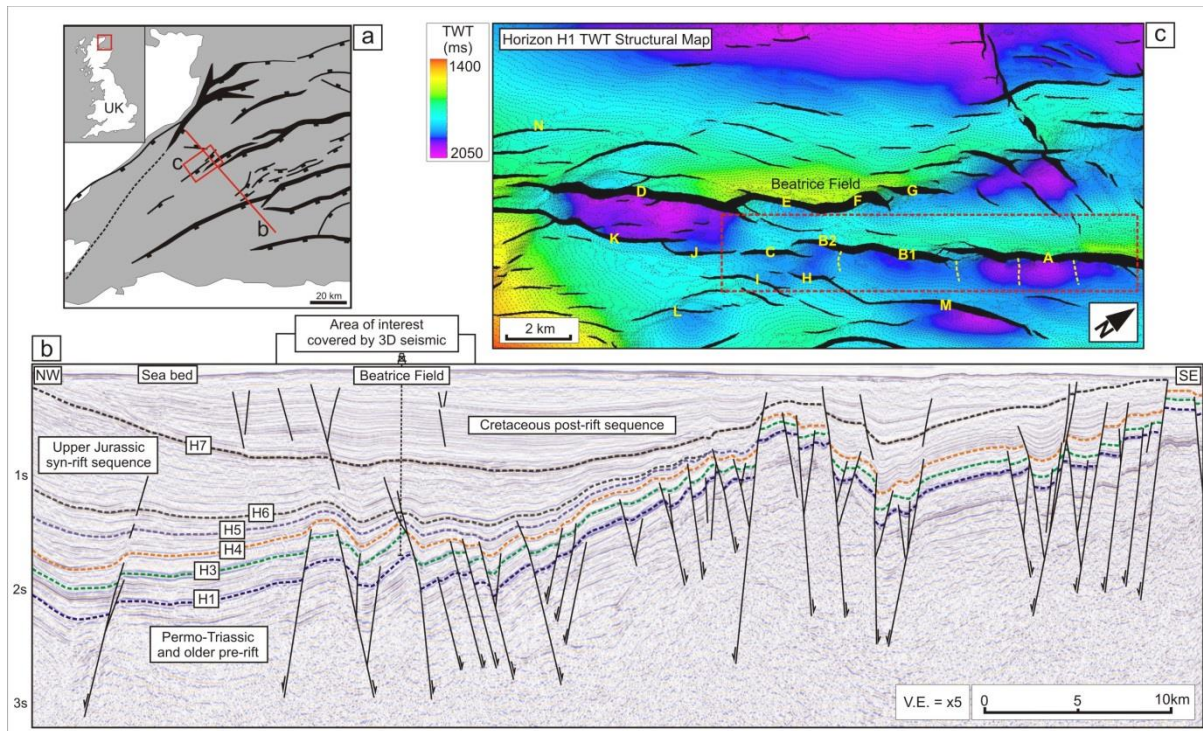 a
UK
c
b
20 km
TWT
(ms)
1400
2050
Horizon H1 TWT Structural Map
c
N
D
Beatrice Field
E
F
G
K
J
C
B2
B1
A
I
H
L
M
2 km
N
Area of interest
covered by 3D seismic
b
NW
Sea bed
Beatrice Field
SE
Cretaceous post-rift sequence
Upper Jurassic
syn-rift sequence
H7
1s
H6
H5
H4
H3
2s
H1
Permo-Triassic
and older pre-rift
3s
V.E. = x5
0
5
10km